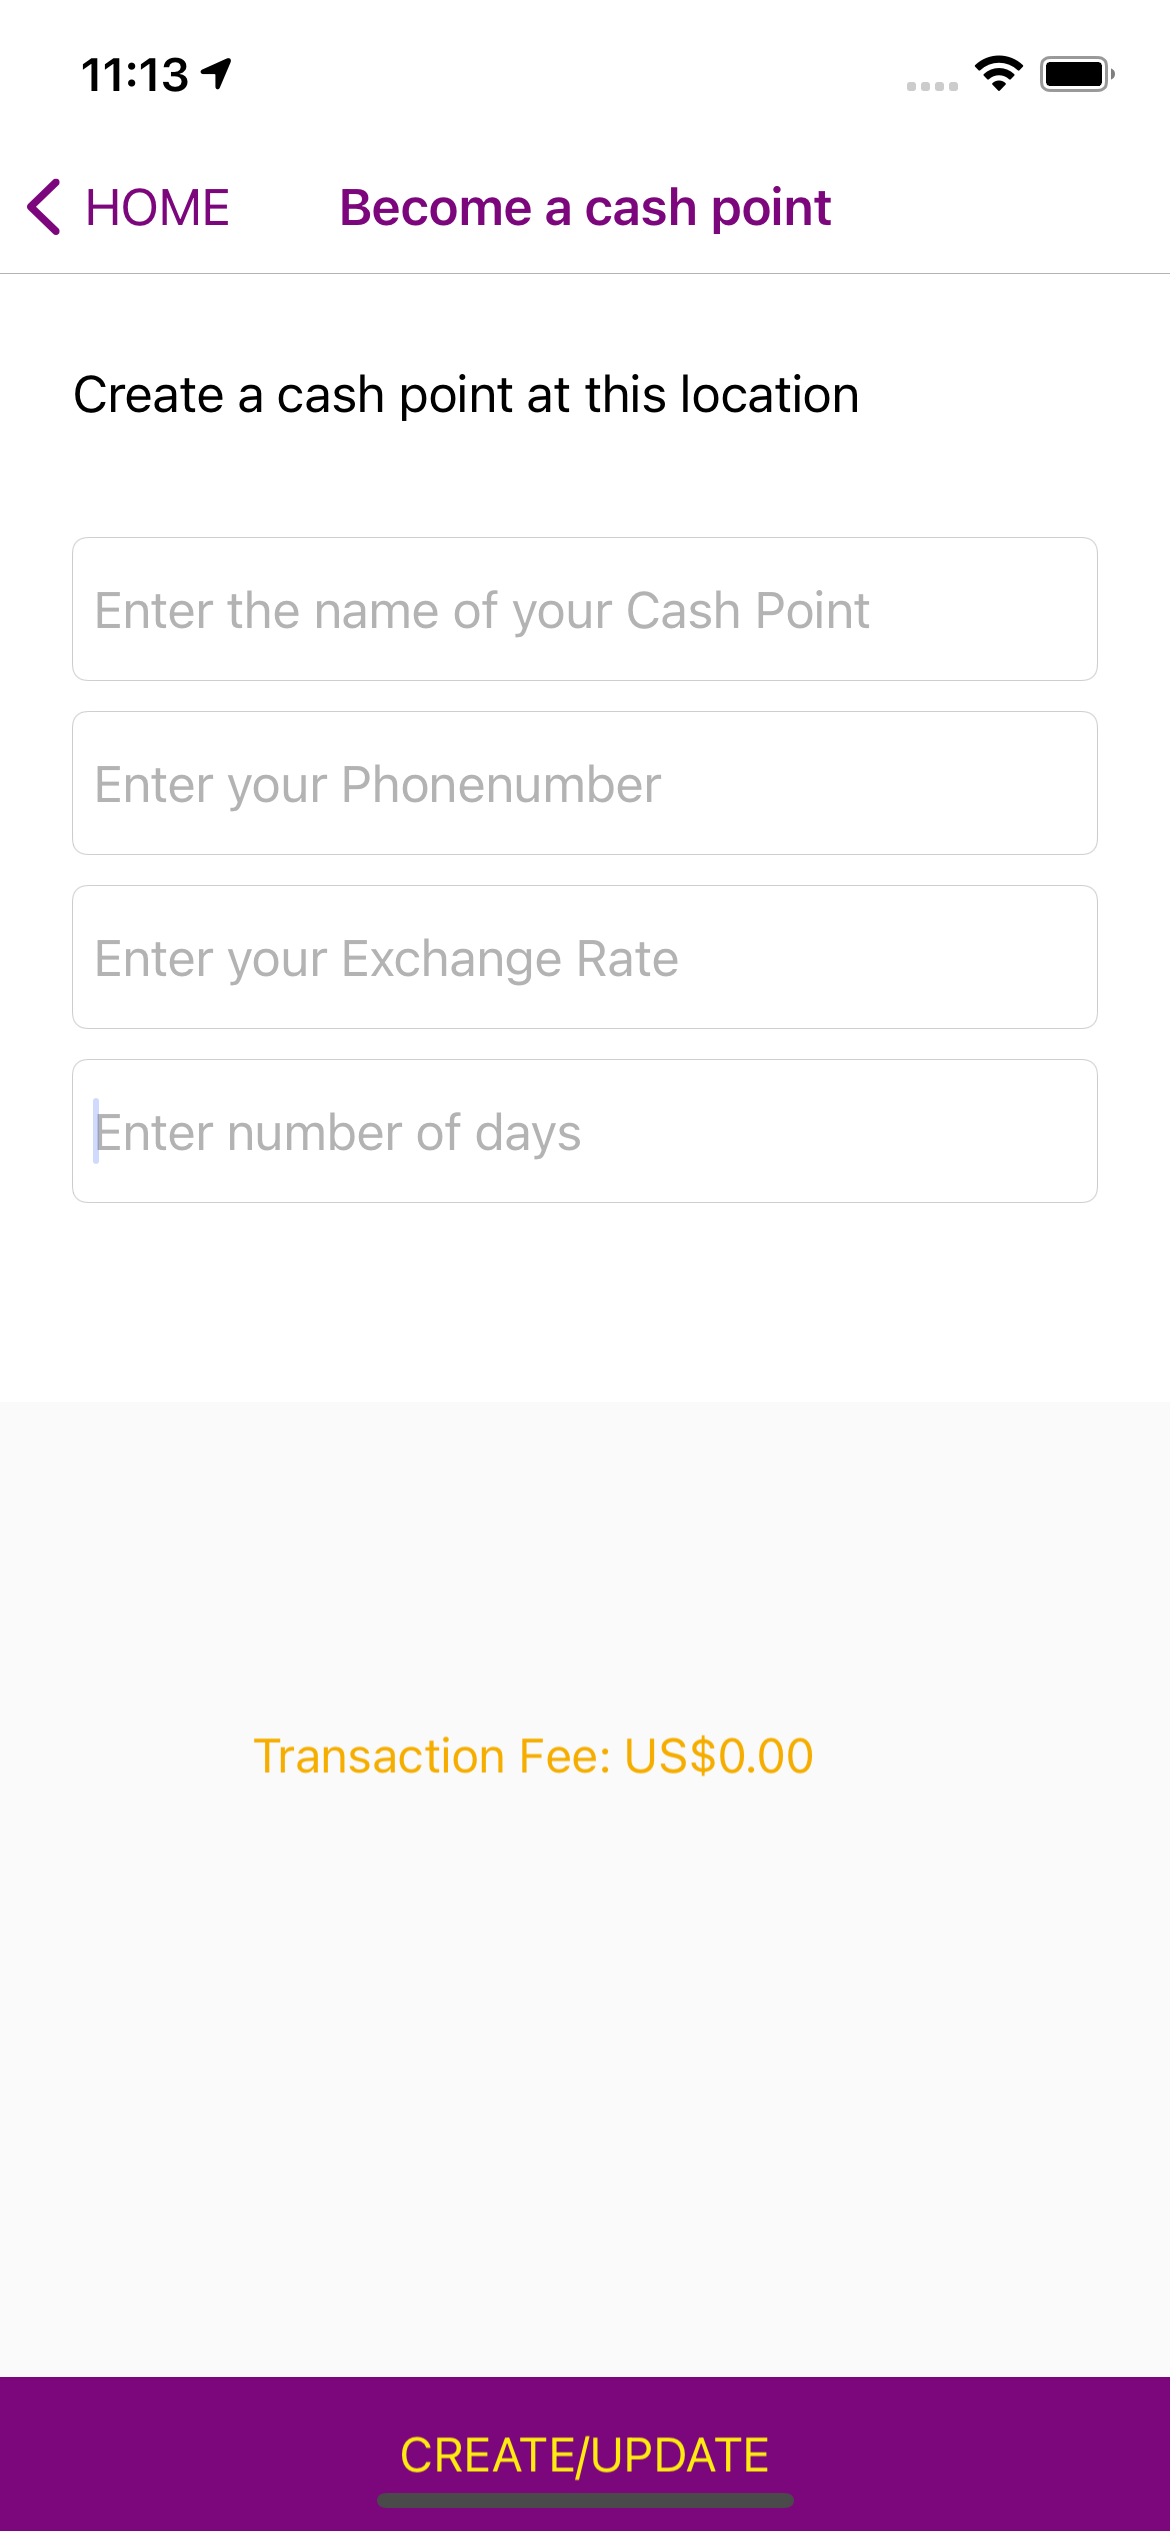 11:13
HOME
Become a cash point
Create a cash point at this location
Enter the name of your Cash Point
Enter your Phonenumber
Enter your Exchange Rate
Enter number of days
Transaction Fee: US$0.00
CREATE/UPDATE